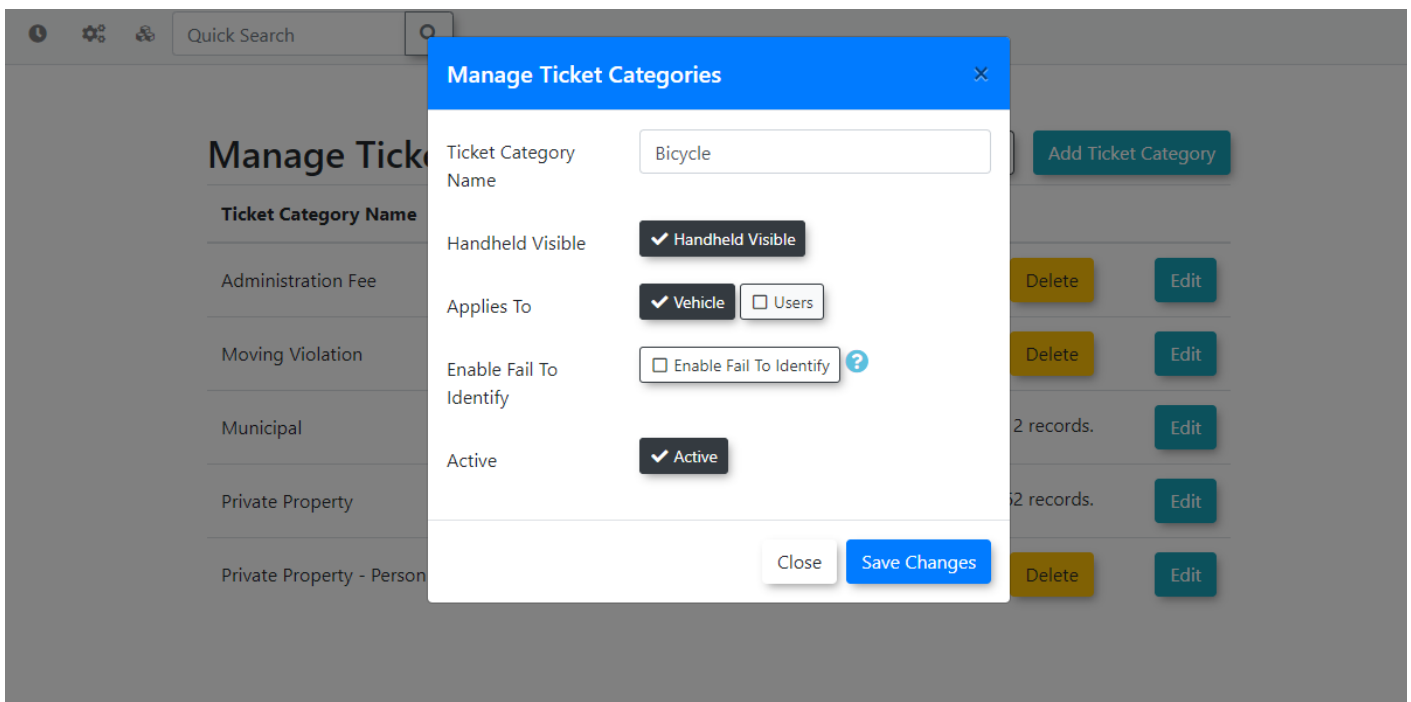 Quick Search
Manage Ticket Categories
×
Manage Tick
Add Ticket Category
Ticket Category Name
Ticket Category
Name
Bicycle
Handheld Visible
Handheld Visible
Applies To
Vehicle
Users
Enable Fail To
Identify
Enable Fail To Identify
?
Active
Active
Close
Save Changes
Administration Fee
Delete
Edit
Moving Violation
Delete
Edit
Municipal
2 records.
Edit
Private Property
records.
Edit
Private Property - Person
Delete
Edit